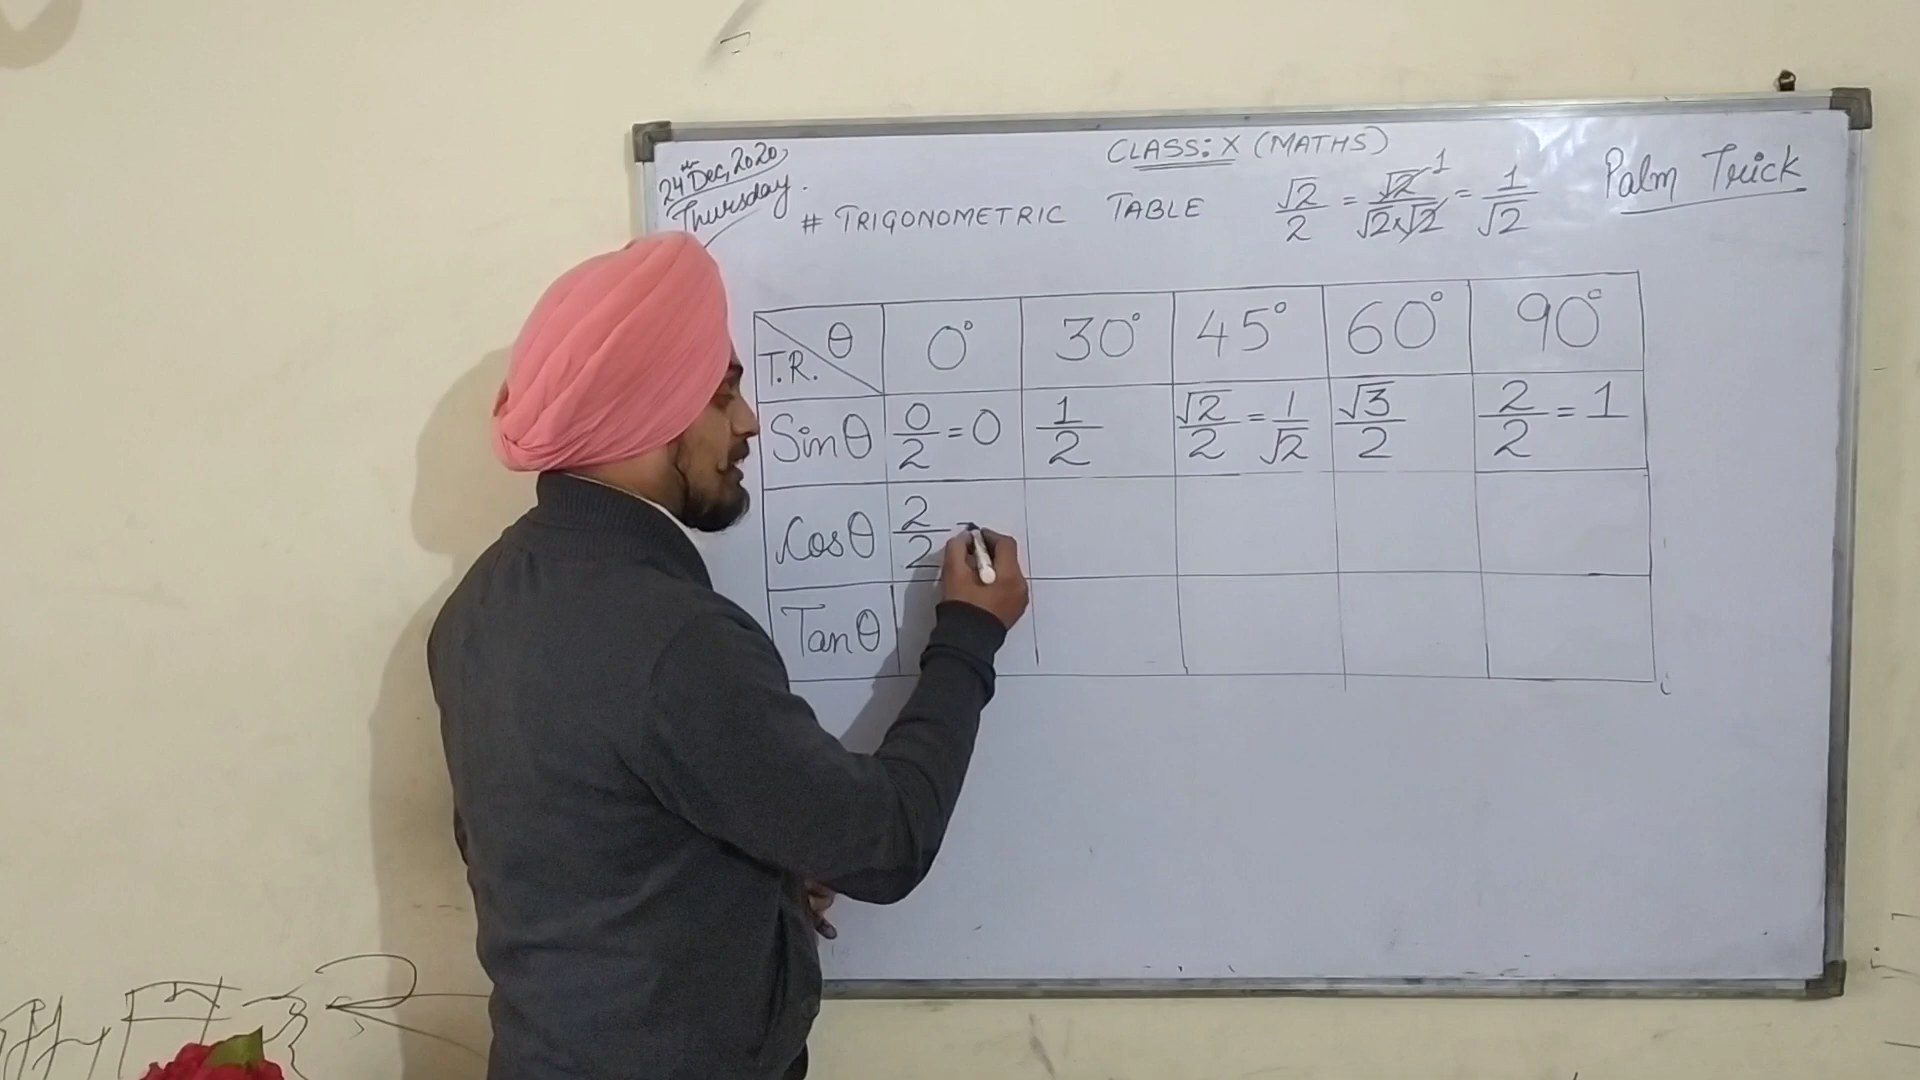 24th Dec, 2020,
Thursday.
CLASS: X (MATHS)
# TRIGONOMETRIC TABLE
√2/2 = √2/√2×√2 1 = 1/√2
Palm Trick
T.R. θ 0° 30° 45° 60° 90°
Sinθ 0/2 = 0 1/2 √2/2 = 1/√2 √3/2 2/2 = 1
Cosθ 2/2
Tanθ